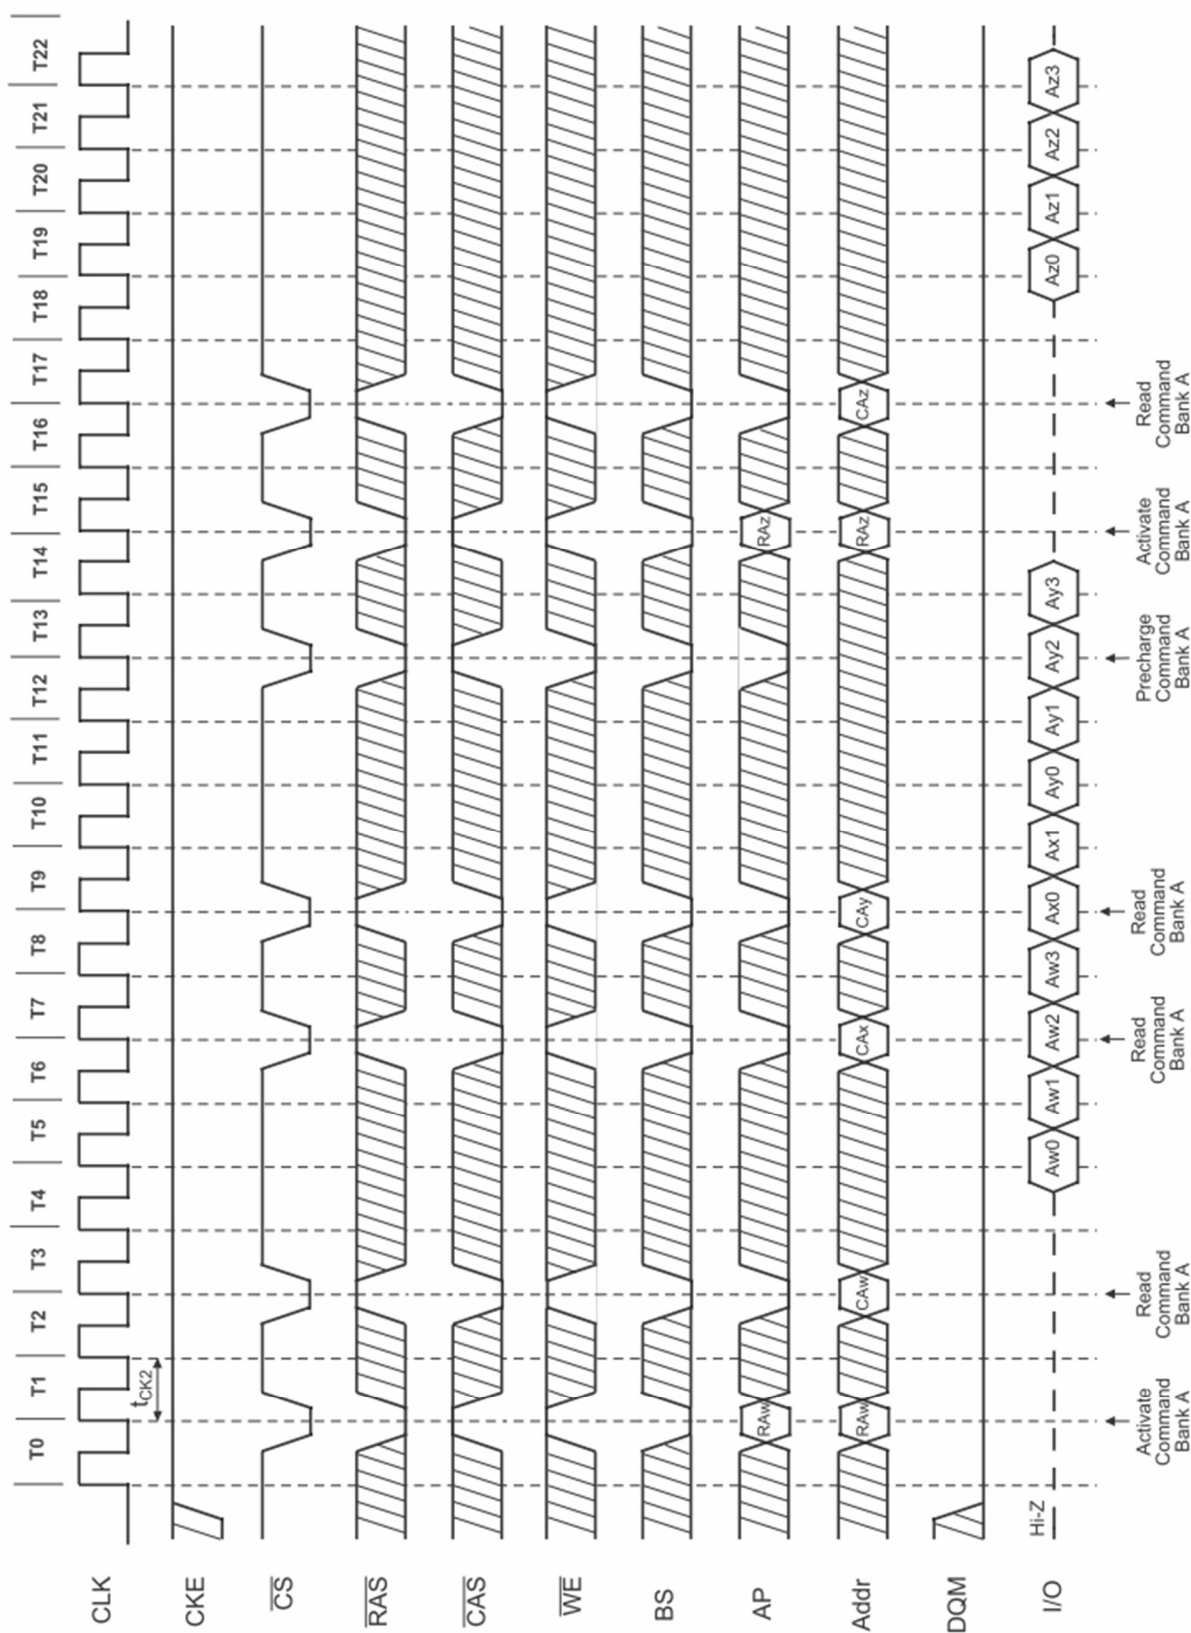 T0 T1 T2 T3 T4 T5 T6 T7 T8 T9 T10 T11 T12 T13 T14 T15 T16 T17 T18 T19 T20 T21 T22
CLK
tCK2
CKE
CS
RAS
CAS
WE
BS
AP
RAw RAz
Addr
RAw CAw CAx CAy RAz CAz
DQM
I/O
Hi-Z
Aw0 Aw1 Aw2 Aw3 Ax0 Ax1 Ay0 Ay1 Ay2 Ay3 Az0 Az1 Az2 Az3
Activate
Command
Bank A
Read
Command
Bank A
Read
Command
Bank A
Read
Command
Bank A
Precharge
Command
Bank A
Activate
Command
Bank A
Read
Command
Bank A